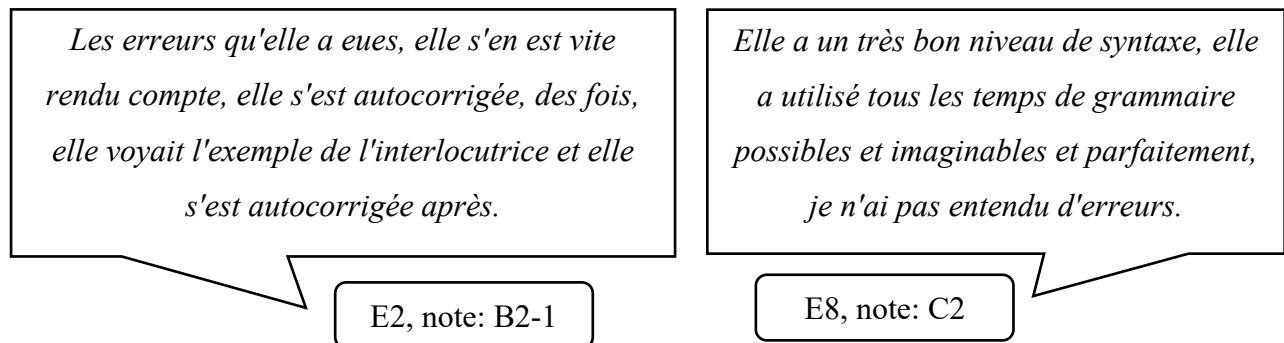 Les erreurs qu'elle a eues, elle s'en est vite
rendu compte, elle s'est autocorrigée, des fois,
elle voyait l'exemple de l'interlocutrice et elle
s'est autocorrigée après.
E2, note: B2-1
Elle a un très bon niveau de syntaxe, elle
a utilisé tous les temps de grammaire
possibles et imaginables et parfaitement,
je n'ai pas entendu d'erreurs.
E8, note: C2